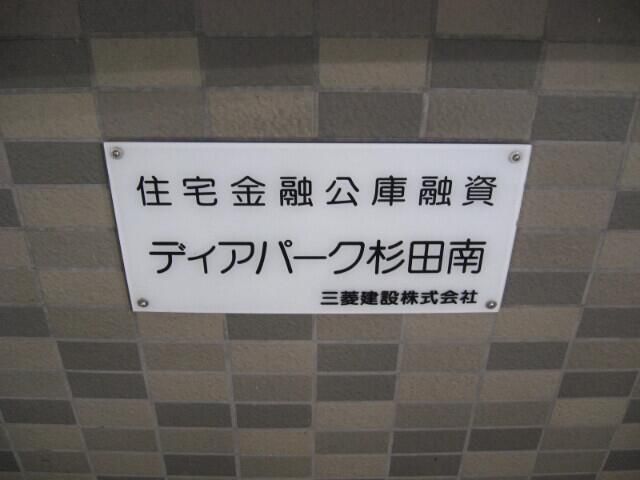 住宅金融公庫融資
ディアパーク杉田南
三菱建設株式会社